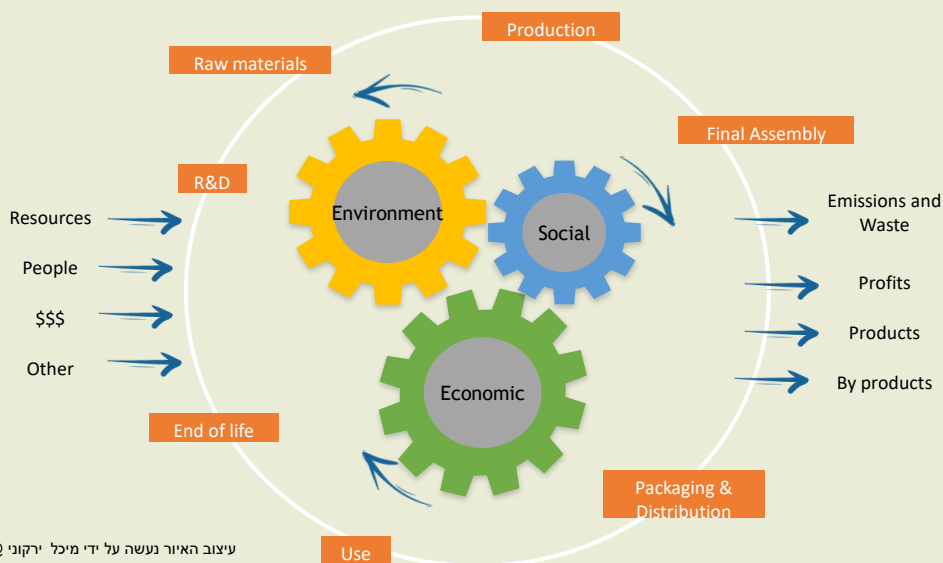 Production
Raw materials
Final Assembly
R&D
Resources
People
$$$
Other
Environment
Social
Economic
Emissions and
Waste
Profits
Products
By products
End of life
Packaging &
Distribution
Use
עיצוב האיור נעשה על ידי מיכל ירקוני